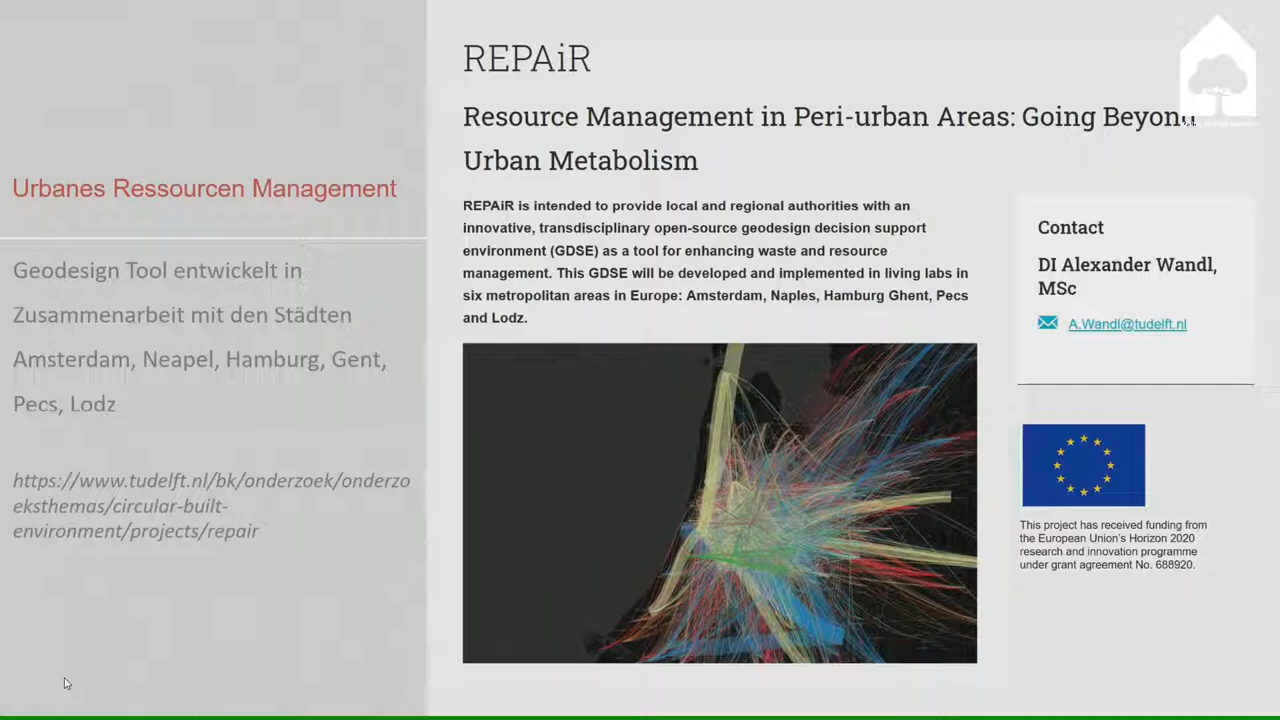 Urbanes Ressourcen Management
Geodesign Tool entwickelt in
Zusammenarbeit mit den Städten
Amsterdam, Neapel, Hamburg, Gent,
Pecs, Lodz
https://www.tudelft.nl/bk/onderzoek/onderzo
eksthemas/circular-built-
environment/projects/repair
REPAiR
Resource Management in Peri-urban Areas: Going Beyond
Urban Metabolism
REPAiR is intended to provide local and regional authorities with an
innovative, transdisciplinary open-source geodesign decision support
environment (GDSE) as a tool for enhancing waste and resource
management. This GDSE will be developed and implemented in living labs in
six metropolitan areas in Europe: Amsterdam, Naples, Hamburg Ghent, Pecs
and Lodz.
Contact
DI Alexander Wandl,
MSc
A.Wandl@tudelft.nl
This project has received funding from
the European Union's Horizon 2020
research and innovation programme
under grant agreement No. 688920.